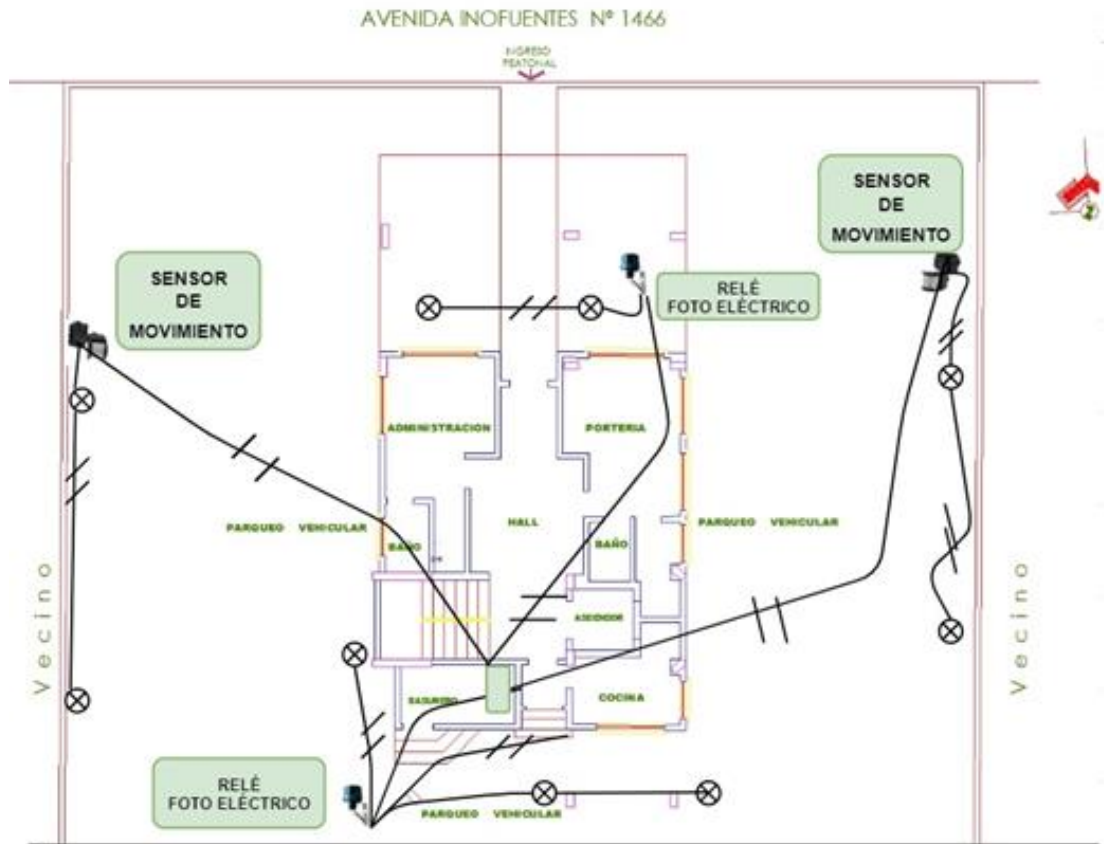 AVENIDA INOFUENTES Nº 1466
INGRESO
PEATONAL
SENSOR
DE
MOVIMIENTO
SENSOR
DE
MOVIMIENTO
RELÉ
FOTO ELÉCTRICO
ADMINISTRACION
PORTERIA
PARQUEO VEHICULAR
HALL
PARQUEO VEHICULAR
BAÑO
BAÑO
Vecino
Vecino
ASCENSOR
BASURERO
COCINA
RELÉ
FOTO ELÉCTRICO
PARQUEO VEHICULAR